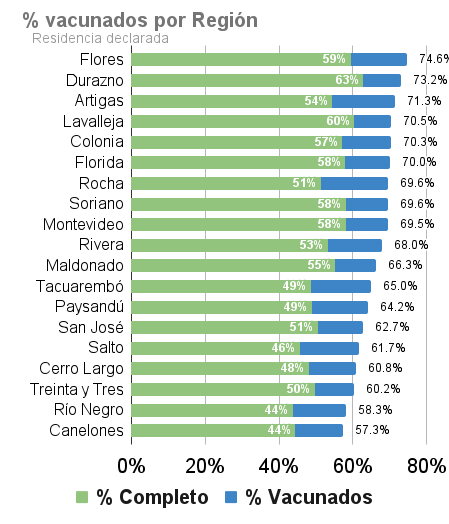 % vacunados por Región
Residencia declarada
Flores 59% 74.6%
Durazno 63% 73.2%
Artigas 54% 71.3%
Lavalleja 60% 70.5%
Colonia 57% 70.3%
Florida 58% 70.0%
Rocha 51% 69.6%
Soriano 58% 69.6%
Montevideo 58% 69.5%
Rivera 53% 68.0%
Maldonado 55% 66.3%
Tacuarembó 49% 65.0%
Paysandú 49% 64.2%
San José 51% 62.7%
Salto 46% 61.7%
Cerro Largo 48% 60.8%
Treinta y Tres 50% 60.2%
Río Negro 44% 58.3%
Canelones 44% 57.3%
0% 20% 40% 60% 80%
% Completo % Vacunados